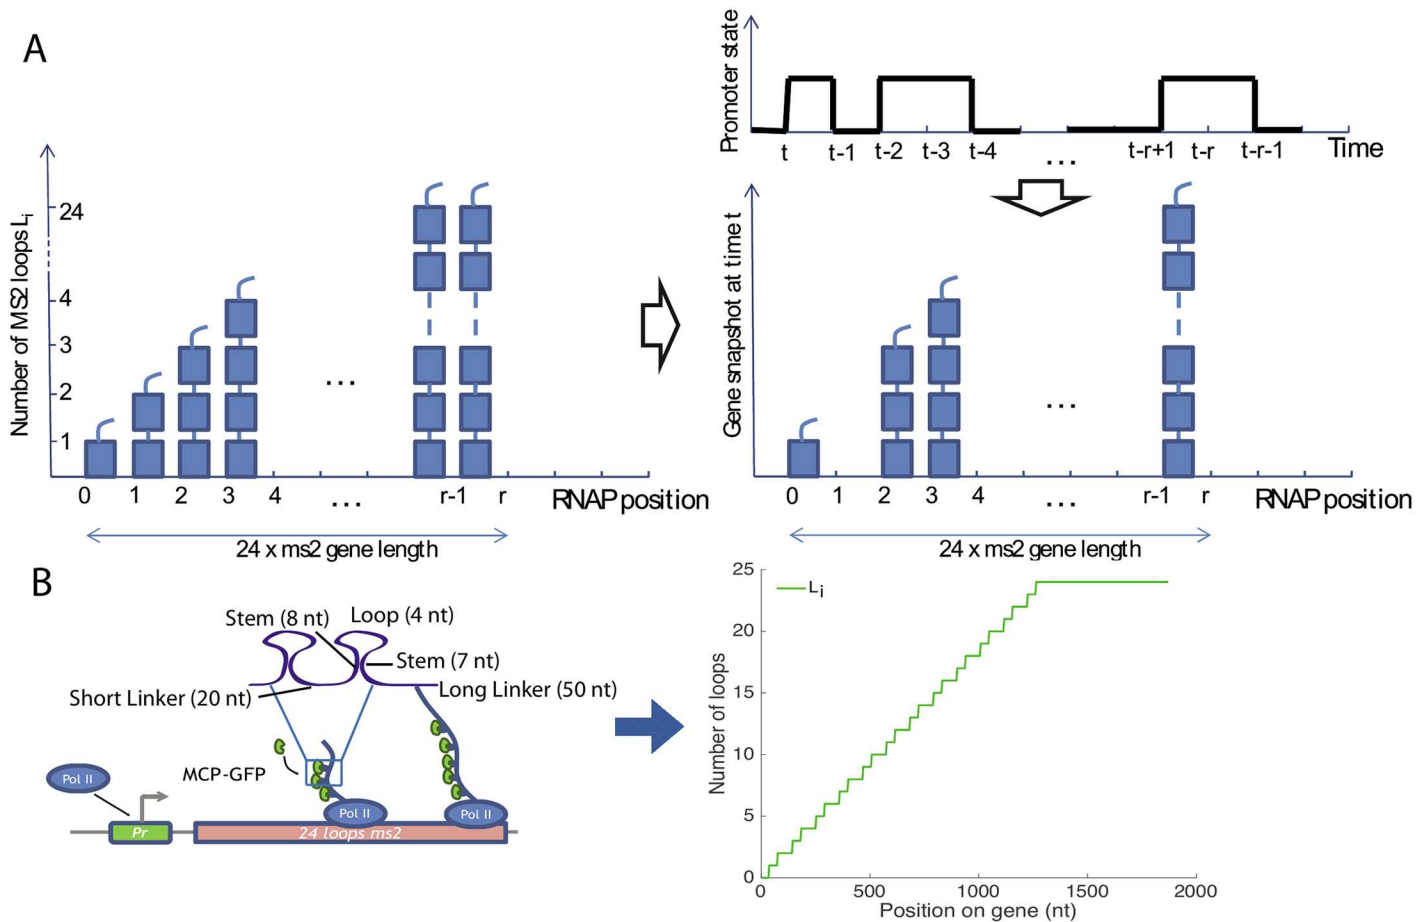 A
Number of MS2 loops Li
24
4
3
2
1
0 1 2 3 4 ... r-1 r RNAP position
24 x ms2 gene length
...
Promoter state
t t-1 t-2 t-3 t-4 ... t-r+1 t-r t-r-1 Time
Gene snapshot at time t
...
0 1 2 3 4 ... r-1 r RNAP position
24 x ms2 gene length
B
Stem (8 nt)
Loop (4 nt)
Stem (7 nt)
Short Linker (20 nt)
Long Linker (50 nt)
MCP-GFP
Pol II
Pol II
Pol II
Pr
24 loops ms2
Number of loops
25
20
15
10
5
0
Li
0 500 1000 1500 2000
Position on gene (nt)